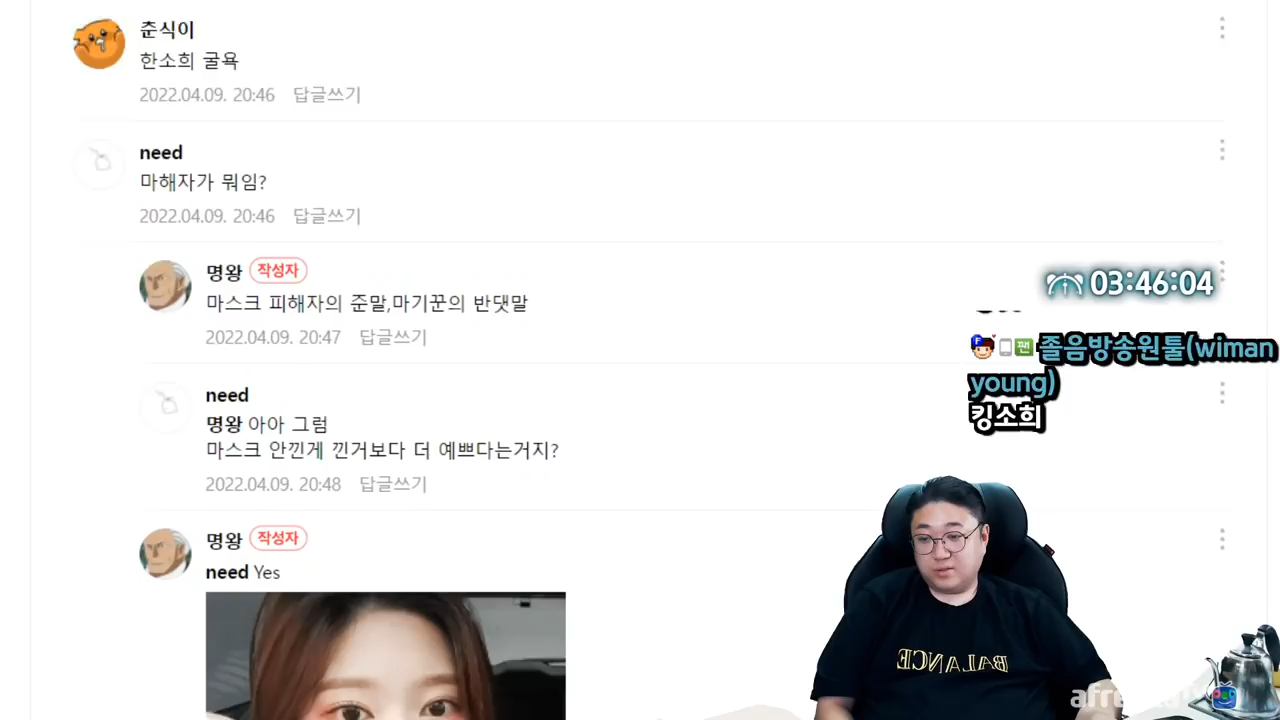 춘식이
한소희 굴욕
2022.04.09. 20:46 답글쓰기
need
마해자가 뭐임?
2022.04.09. 20:46 답글쓰기
명왕 작성자
마스크 피해자의 준말,마기꾼의 반댓말
2022.04.09. 20:47 답글쓰기
need
명왕 아아 그럼
마스크 안낀게 낀거보다 더 예쁘다는거지?
2022.04.09. 20:48 답글쓰기
명왕 작성자
need Yes
03:46:04
F 팬 졸음방송원툴(wiman
young)
킹소희
BALANCE